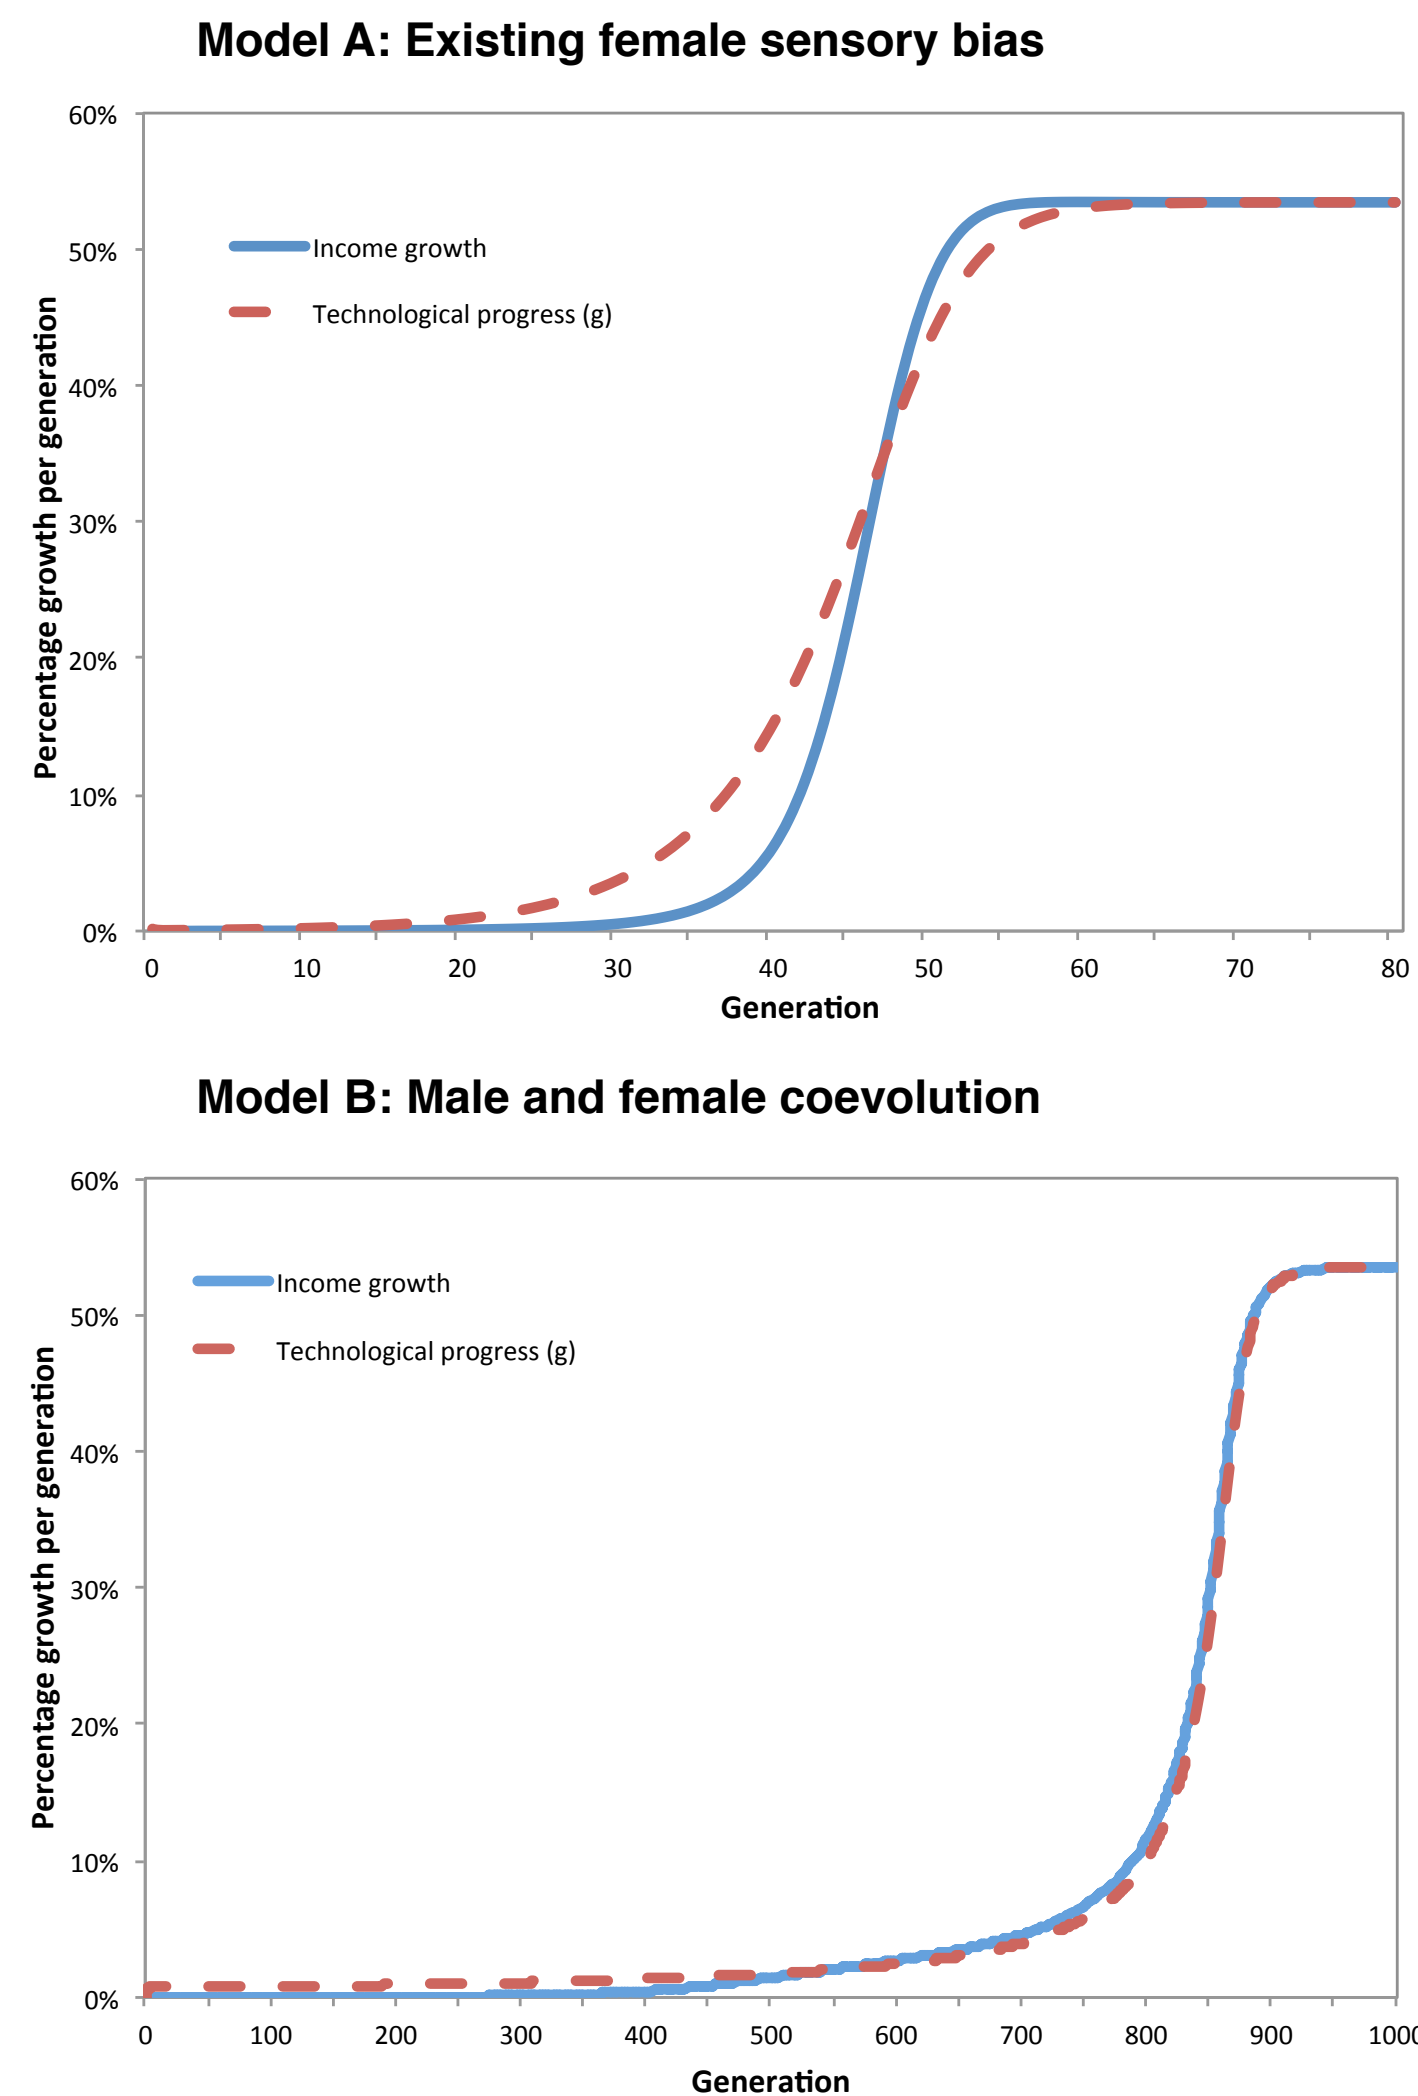 Model A: Existing female sensory bias
60%
50%
40%
30%
20%
10%
0%
Percentage growth per generation
Income growth
Technological progress (g)
0 10 20 30 40 50 60 70 80
Generation
Model B: Male and female coevolution
60%
50%
40%
30%
20%
10%
0%
Percentage growth per generation
Income growth
Technological progress (g)
0 100 200 300 400 500 600 700 800 900 1000
Generation